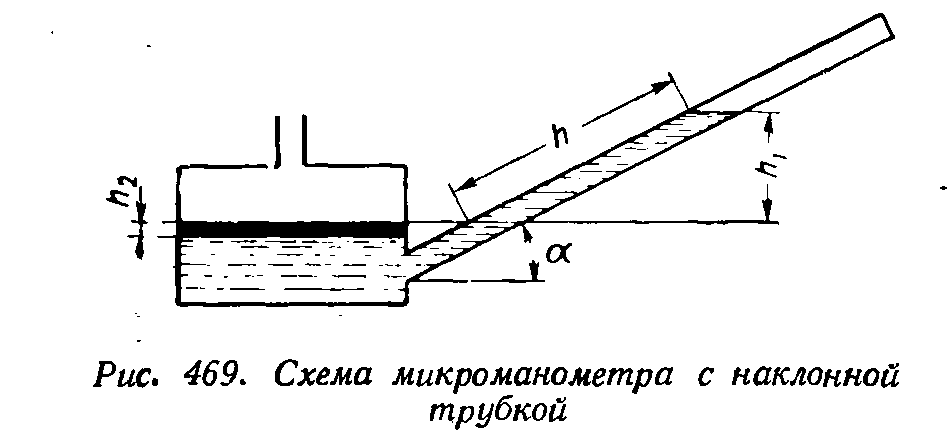 h
h₁
h₂
α
Рис. 469. Схема микроманометра с наклонной
трубкой